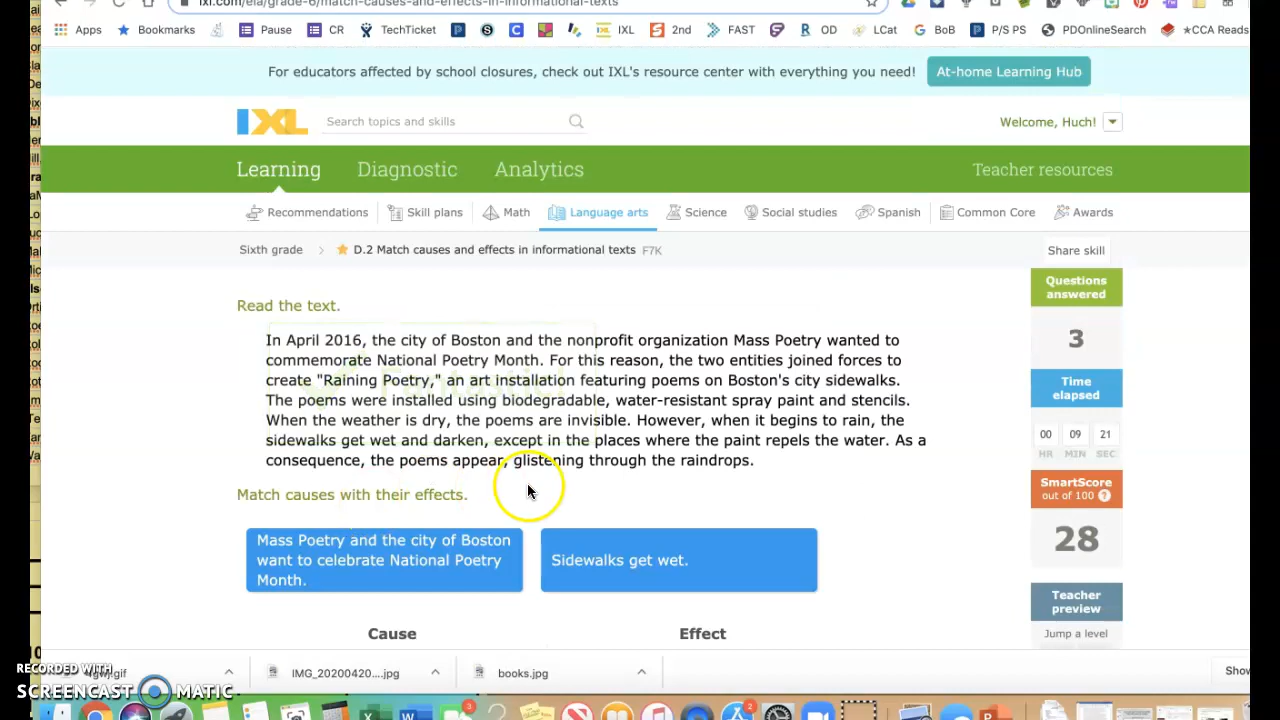 ixl.com/ela/grade-6/match-causes-and-effects-in-informational-texts
Apps Bookmarks Pause CR TechTicket IXL 2nd FAST OD LCat BoB P/S PS PDOnlineSearch ★CCA Reads
For educators affected by school closures, check out IXL's resource center with everything you need! At-home Learning Hub
IXL Search topics and skills Welcome, Huch!
Learning Diagnostic Analytics Teacher resources
Recommendations Skill plans Math Language arts Science Social studies Spanish Common Core Awards
Sixth grade > D.2 Match causes and effects in informational texts F7K Share skill
Questions answered
3
Time elapsed
00 09 21
HR MIN SEC
SmartScore
out of 100 ?
28
Teacher preview
Jump a level
Read the text.
In April 2016, the city of Boston and the nonprofit organization Mass Poetry wanted to
commemorate National Poetry Month. For this reason, the two entities joined forces to
create "Raining Poetry," an art installation featuring poems on Boston's city sidewalks.
The poems were installed using biodegradable, water-resistant spray paint and stencils.
When the weather is dry, the poems are invisible. However, when it begins to rain, the
sidewalks get wet and darken, except in the places where the paint repels the water. As a
consequence, the poems appear, glistening through the raindrops.
Match causes with their effects.
Mass Poetry and the city of Boston
want to celebrate National Poetry
Month.
Sidewalks get wet.
Cause Effect
IMG_20200420....jpg books.jpg Show
RECORDED WITH
SCREENCAST MATIC